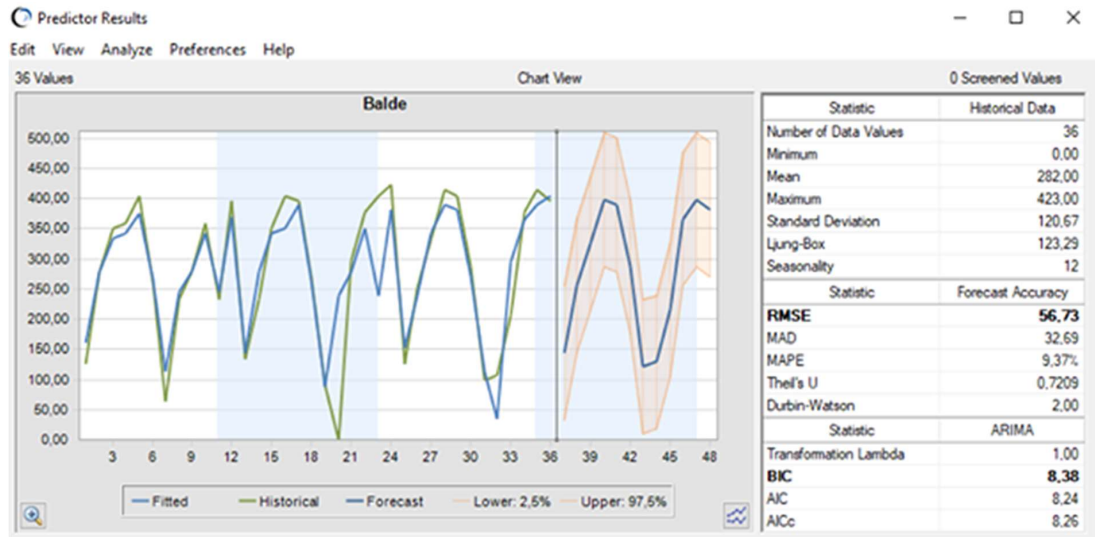 Predictor Results
Edit View Analyze Preferences Help
36 Values Chart View 0 Screened Values
Balde
500,00
450,00
400,00
350,00
300,00
250,00
200,00
150,00
100,00
50,00
0,00
3 6 9 12 15 18 21 24 27 30 33 36 39 42 45 48
Fitted Historical Forecast Lower: 2,5% Upper: 97,5%
Statistic Historical Data
Number of Data Values 36
Minimum 0,00
Mean 282,00
Maximum 423,00
Standard Deviation 120,67
Ljung-Box 123,29
Seasonality 12
Statistic Forecast Accuracy
RMSE 56,73
MAD 32,69
MAPE 9,37%
Theil's U 0,7209
Durbin-Watson 2,00
Statistic ARIMA
Transformation Lambda 1,00
BIC 8,38
AIC 8,24
AICc 8,26